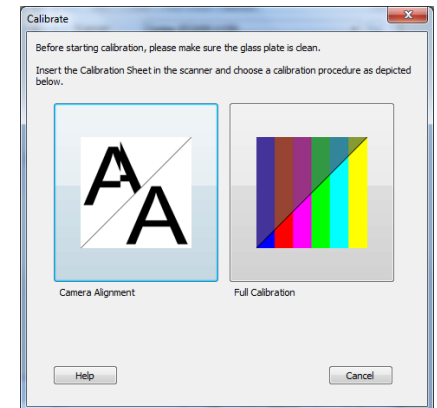 Calibrate
Before starting calibration, please make sure the glass plate is clean.
Insert the Calibration Sheet in the scanner and choose a calibration procedure as depicted
below.
A
A
Camera Alignment
Full Calibration
Help
Cancel